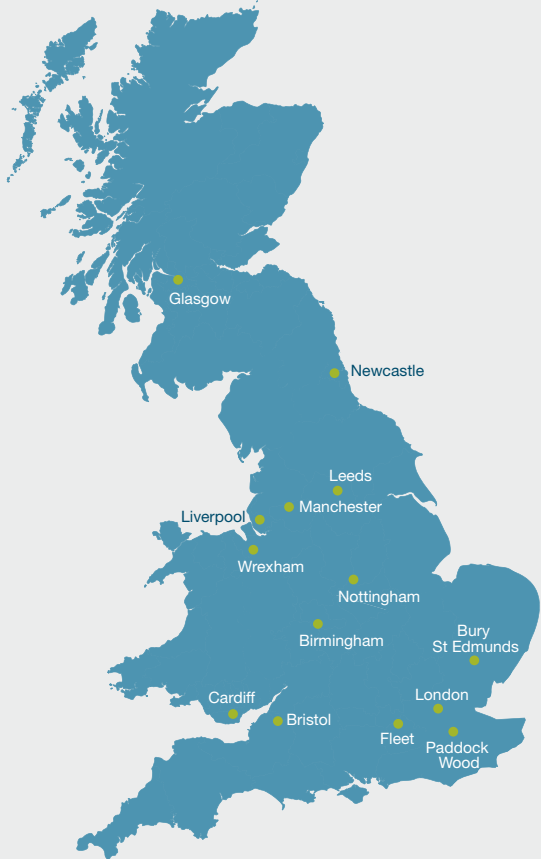 Glasgow
Newcastle
Leeds
Manchester
Liverpool
Wrexham
Nottingham
Birmingham
Bury
St Edmunds
Cardiff
London
Bristol
Fleet
Paddock
Wood